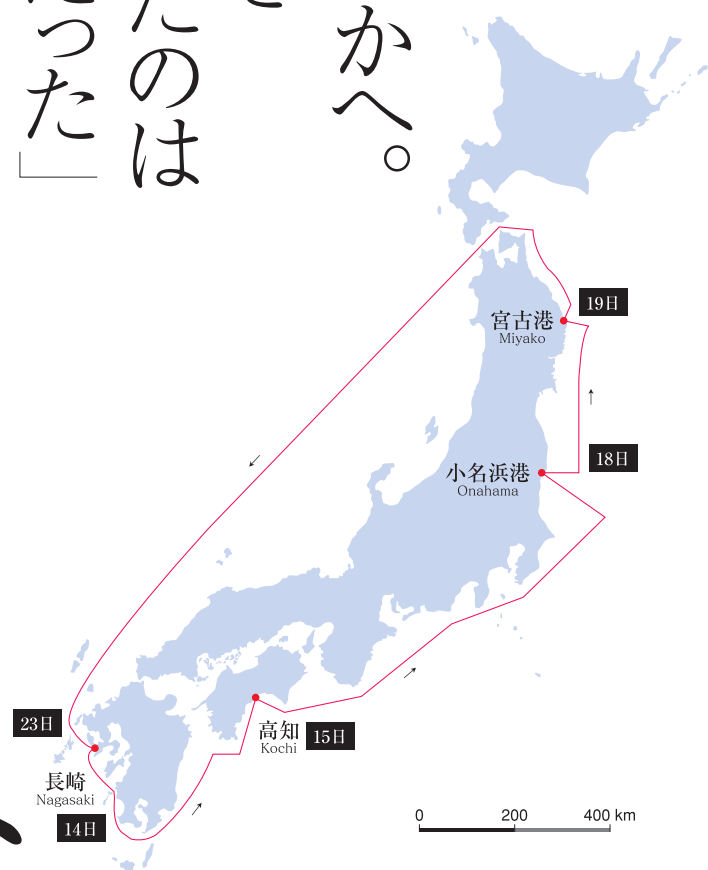 かへ。
たのは
った」
19日
宮古港
Miyako
18日
小名浜港
Onahama
23日
高知
Kochi
15日
長崎
Nagasaki
14日
0 200 400 km